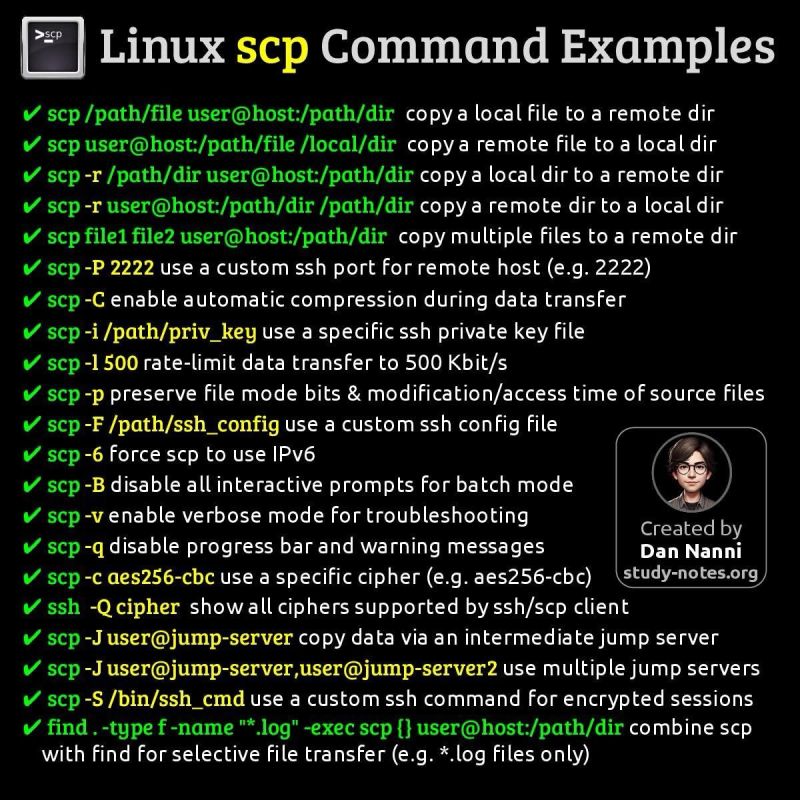 >_scp
Linux scp Command Examples
✔ scp /path/file user@host:/path/dir copy a local file to a remote dir
✔ scp user@host:/path/file /local/dir copy a remote file to a local dir
✔ scp -r /path/dir user@host:/path/dir copy a local dir to a remote dir
✔ scp -r user@host:/path/dir /path/dir copy a remote dir to a local dir
✔ scp file1 file2 user@host:/path/dir copy multiple files to a remote dir
✔ scp -P 2222 use a custom ssh port for remote host (e.g. 2222)
✔ scp -C enable automatic compression during data transfer
✔ scp -i /path/priv_key use a specific ssh private key file
✔ scp -l 500 rate-limit data transfer to 500 Kbit/s
✔ scp -p preserve file mode bits & modification/access time of source files
✔ scp -F /path/ssh_config use a custom ssh config file
✔ scp -6 force scp to use IPv6
✔ scp -B disable all interactive prompts for batch mode
✔ scp -v enable verbose mode for troubleshooting
✔ scp -q disable progress bar and warning messages
✔ scp -c aes256-cbc use a specific cipher (e.g. aes256-cbc)
✔ ssh -Q cipher show all ciphers supported by ssh/scp client
✔ scp -J user@jump-server copy data via an intermediate jump server
✔ scp -J user@jump-server,user@jump-server2 use multiple jump servers
✔ scp -S /bin/ssh_cmd use a custom ssh command for encrypted sessions
✔ find . -type f -name "*.log" -exec scp {} user@host:/path/dir combine scp
with find for selective file transfer (e.g. *.log files only)
Created by
Dan Nanni
study-notes.org